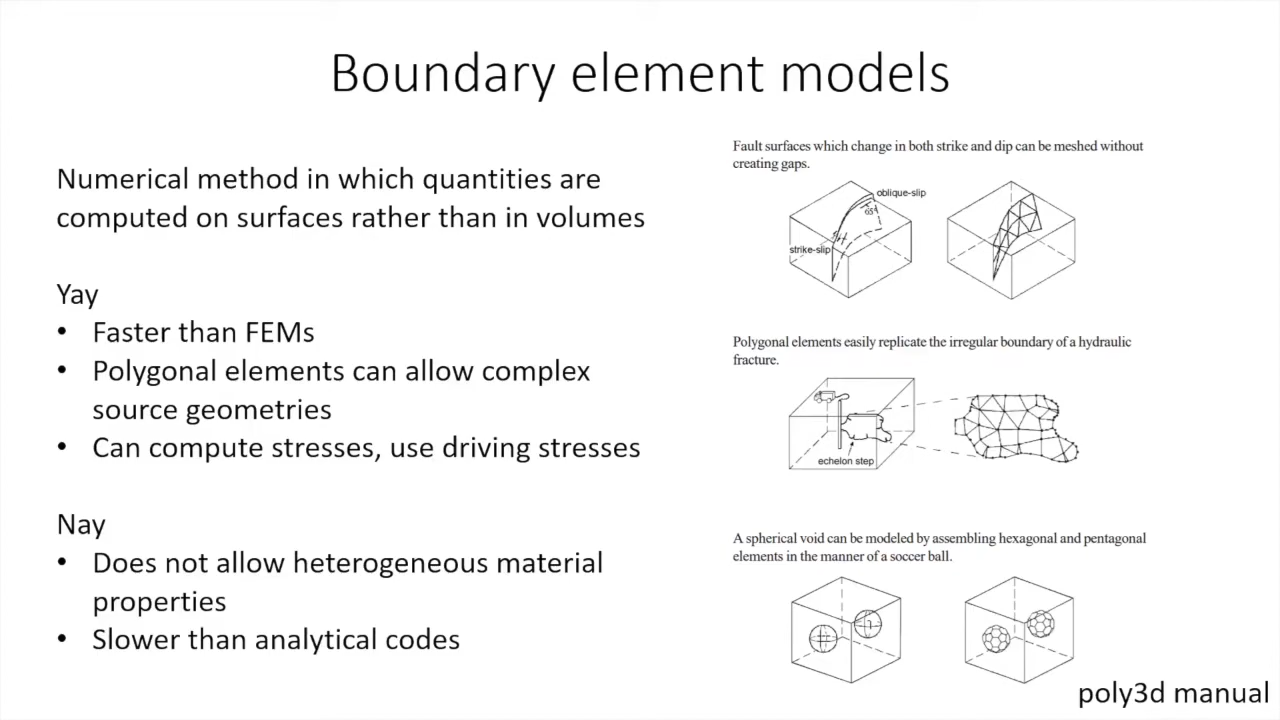 Boundary element models
Numerical method in which quantities are
computed on surfaces rather than in volumes
Yay
• Faster than FEMs
• Polygonal elements can allow complex
source geometries
• Can compute stresses, use driving stresses
Nay
• Does not allow heterogeneous material
properties
• Slower than analytical codes
Fault surfaces which change in both strike and dip can be meshed without
creating gaps.
oblique-slip
strike-slip
Polygonal elements easily replicate the irregular boundary of a hydraulic
fracture.
echelon step
A spherical void can be modeled by assembling hexagonal and pentagonal
elements in the manner of a soccer ball.
poly3d manual